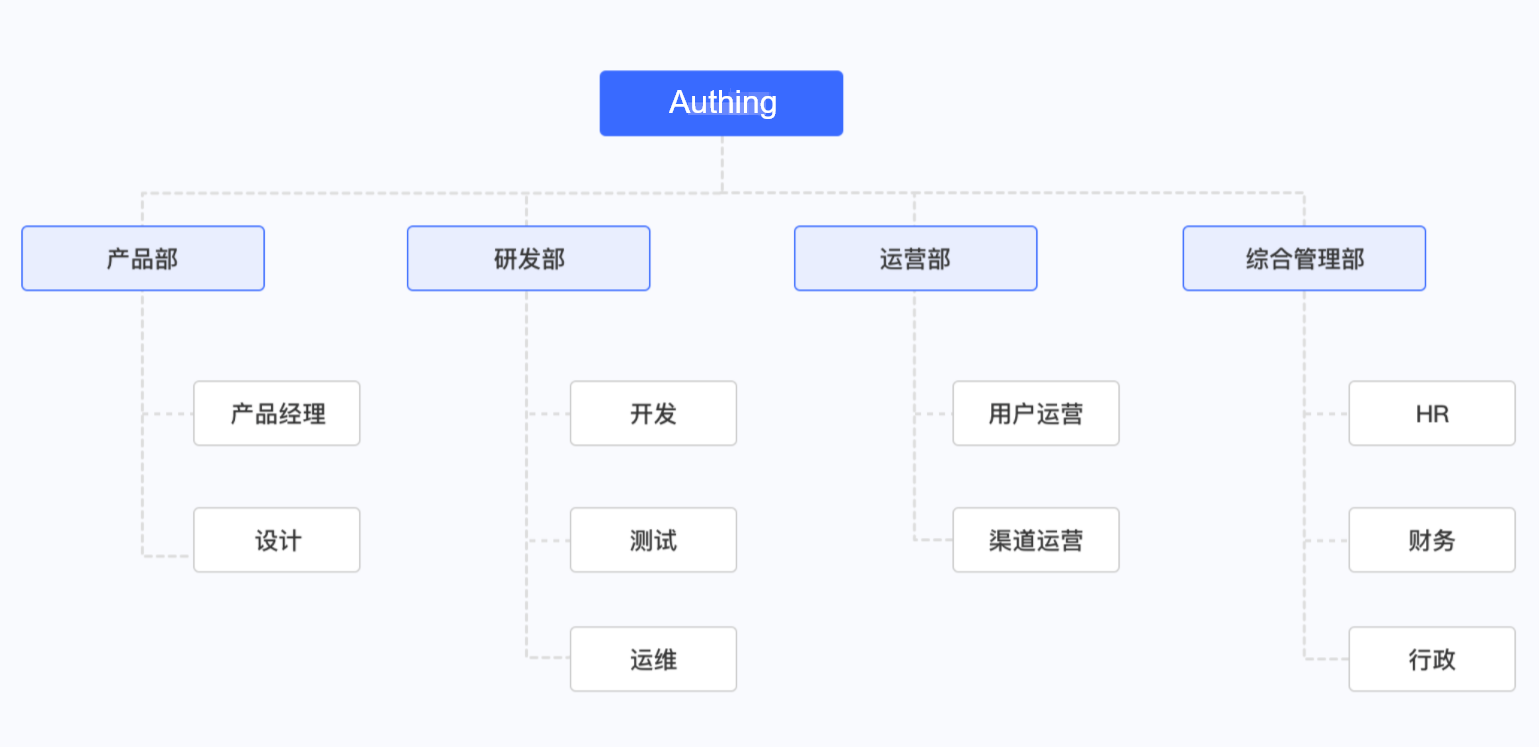 Authing
产品部
研发部
运营部
综合管理部
产品经理
开发
用户运营
HR
设计
测试
渠道运营
财务
运维
行政